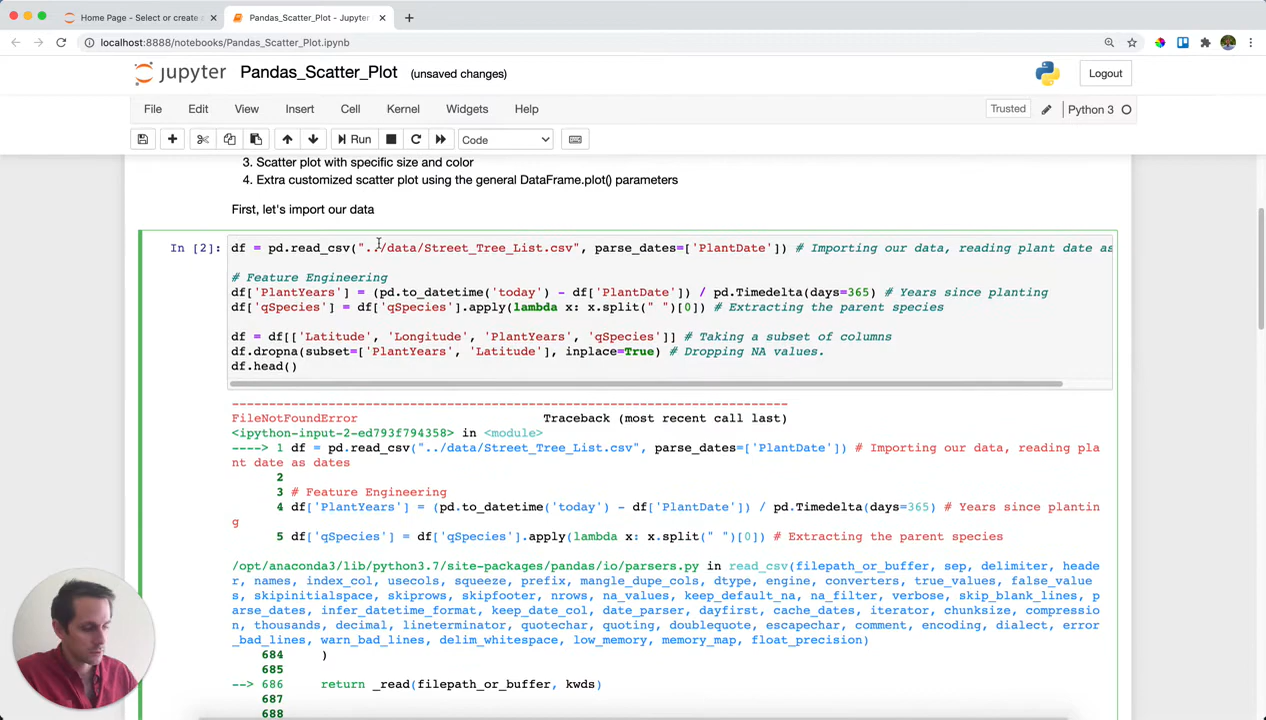 Home Page - Select or create a
Pandas_Scatter_Plot - Jupyter
localhost:8888/notebooks/Pandas_Scatter_Plot.ipynb
jupyter Pandas_Scatter_Plot (unsaved changes)
Logout
File Edit View Insert Cell Kernel Widgets Help
Trusted
Python 3
Run
Code
3. Scatter plot with specific size and color
4. Extra customized scatter plot using the general DataFrame.plot() parameters
First, let's import our data
In [2]: df = pd.read_csv("../data/Street_Tree_List.csv", parse_dates=['PlantDate']) # Importing our data, reading plant date as
# Feature Engineering
df['PlantYears'] = (pd.to_datetime('today') - df['PlantDate']) / pd.Timedelta(days=365) # Years since planting
df['qSpecies'] = df['qSpecies'].apply(lambda x: x.split(" ")[0]) # Extracting the parent species
df = df[['Latitude', 'Longitude', 'PlantYears', 'qSpecies']] # Taking a subset of columns
df.dropna(subset=['PlantYears', 'Latitude'], inplace=True) # Dropping NA values.
df.head()
---------------------------------------------------------------------------
FileNotFoundError Traceback (most recent call last)
<ipython-input-2-ed793f794358> in <module>
----> 1 df = pd.read_csv("../data/Street_Tree_List.csv", parse_dates=['PlantDate']) # Importing our data, reading pla
nt date as dates
2
3 # Feature Engineering
4 df['PlantYears'] = (pd.to_datetime('today') - df['PlantDate']) / pd.Timedelta(days=365) # Years since plantin
g
5 df['qSpecies'] = df['qSpecies'].apply(lambda x: x.split(" ")[0]) # Extracting the parent species
/opt/anaconda3/lib/python3.7/site-packages/pandas/io/parsers.py in read_csv(filepath_or_buffer, sep, delimiter, heade
r, names, index_col, usecols, squeeze, prefix, mangle_dupe_cols, dtype, engine, converters, true_values, false_value
s, skipinitialspace, skiprows, skipfooter, nrows, na_values, keep_default_na, na_filter, verbose, skip_blank_lines, p
arse_dates, infer_datetime_format, keep_date_col, date_parser, dayfirst, cache_dates, iterator, chunksize, compressio
n, thousands, decimal, lineterminator, quotechar, quoting, doublequote, escapechar, comment, encoding, dialect, error
_bad_lines, warn_bad_lines, delim_whitespace, low_memory, memory_map, float_precision)
684 )
685
--> 686 return _read(filepath_or_buffer, kwds)
687
688